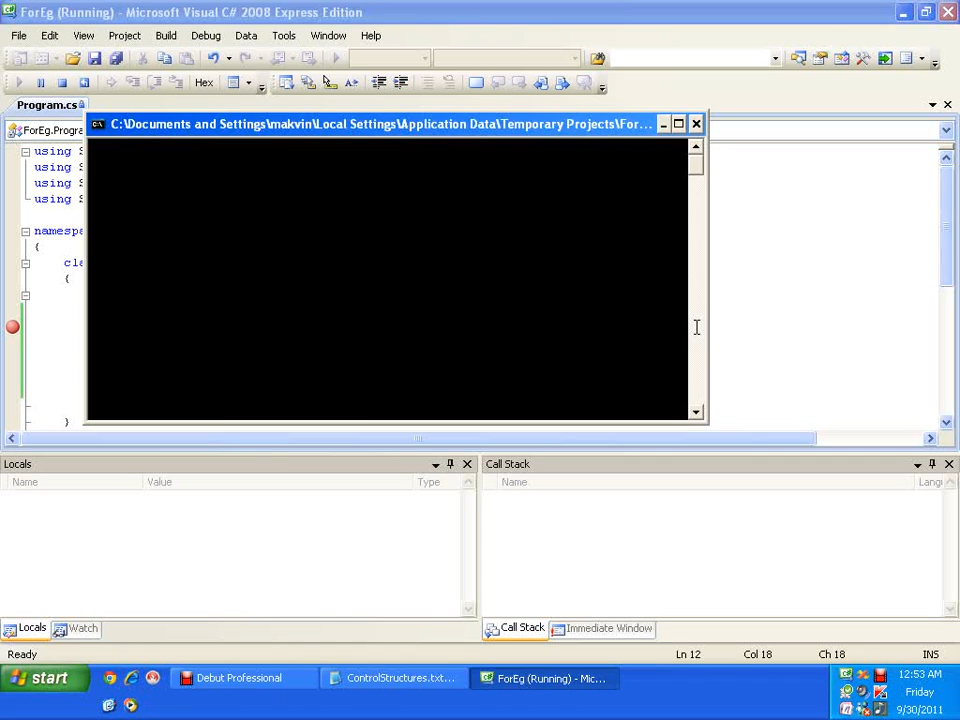 ForEg (Running) - Microsoft Visual C# 2008 Express Edition
File Edit View Project Build Debug Data Tools Window Help
Hex
Program.cs
ForEg.Progra
C:\Documents and Settings\makvin\Local Settings\Application Data\Temporary Projects\For...
using S
using S
using S
using S
namespa
{
cla
{
}
Locals
Call Stack
Name Value Type
Name Langu
Locals Watch
Call Stack Immediate Window
Ready Ln 12 Col 18 Ch 18 INS
start Debut Professional ControlStructures.txt... ForEg (Running) - Mic...
12:53 AM
Friday
9/30/2011